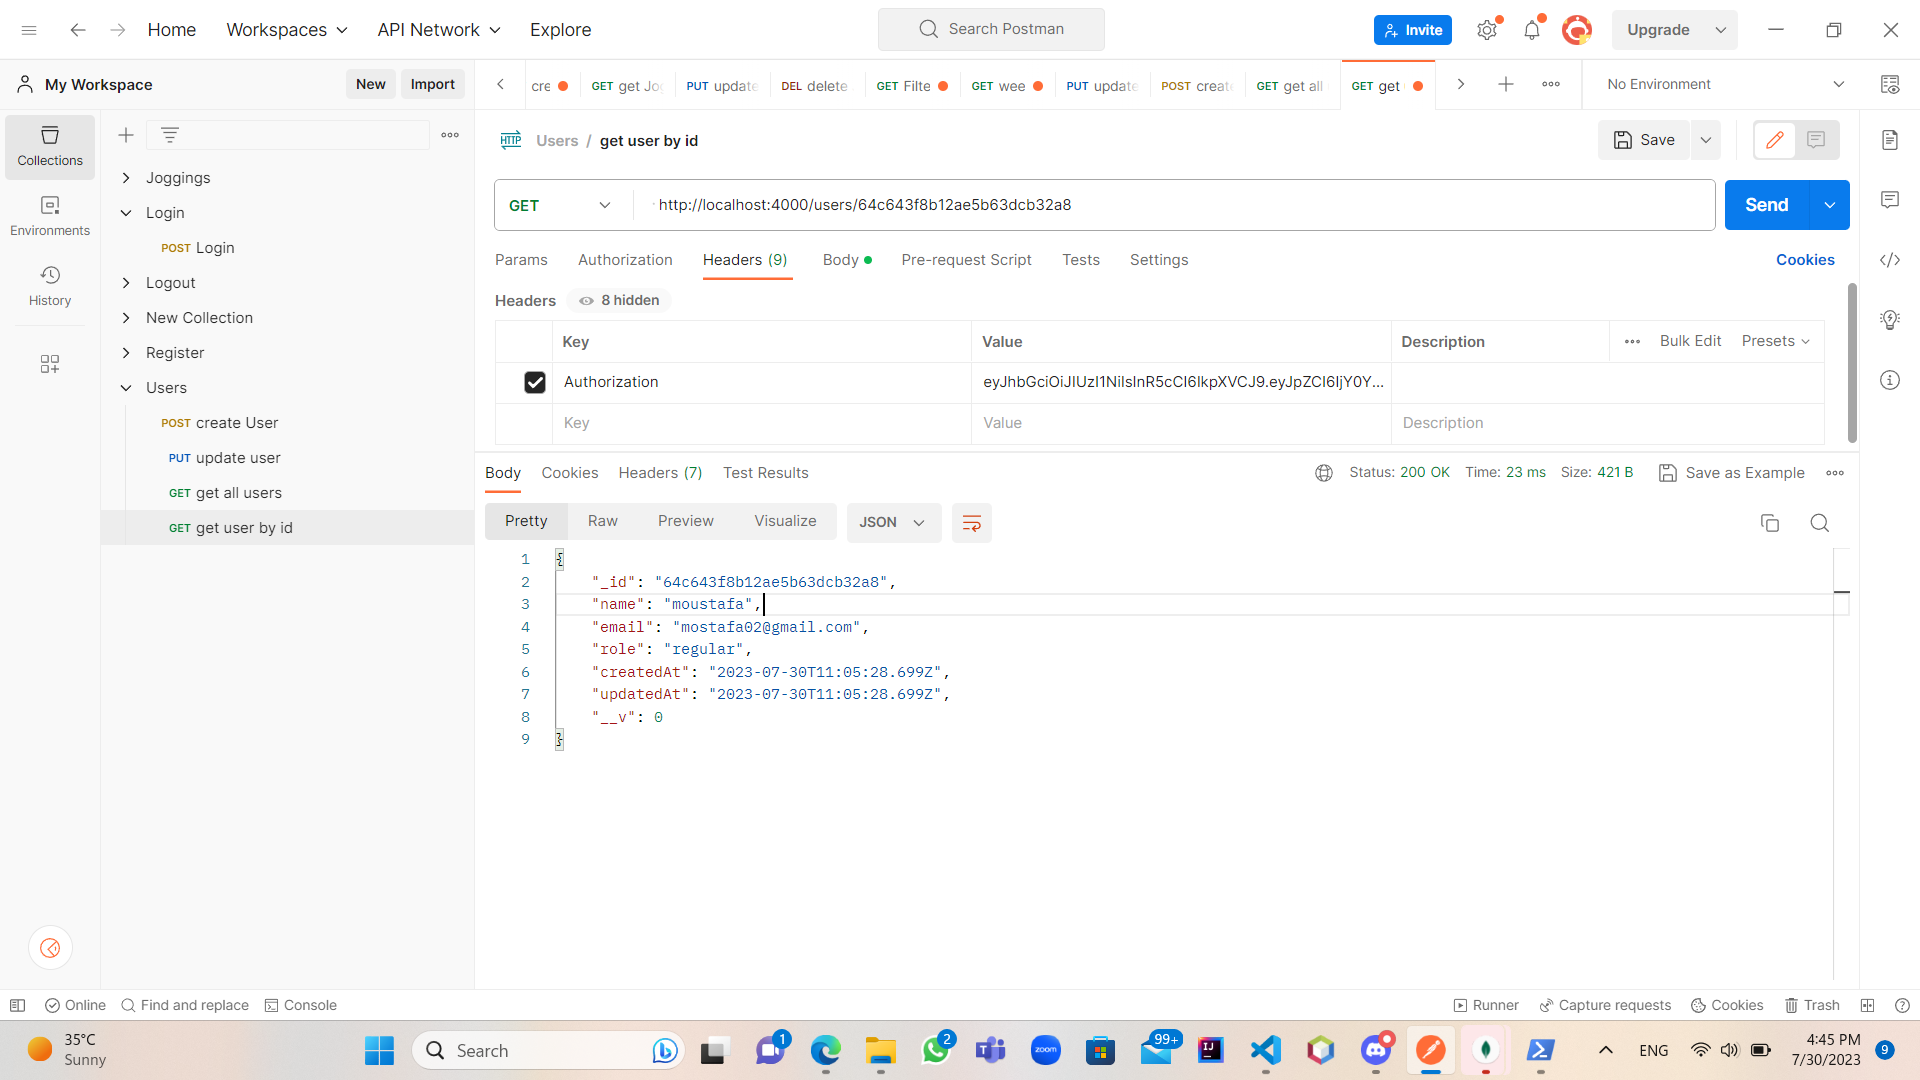 Home
Workspaces
API Network
Explore
Search Postman
Invite
Upgrade
My Workspace
New
Import
cre
GET get Jo
PUT update
DEL delete
GET Filte
GET wee
PUT update
POST creat
GET get all
GET get
No Environment
Collections
Environments
History
Joggings
Login
POST Login
Logout
New Collection
Register
Users
POST create User
PUT update user
GET get all users
GET get user by id
HTTP Users / get user by id
Save
GET
http://localhost:4000/users/64c643f8b12ae5b63dcb32a8
Send
Params
Authorization
Headers (9)
Body
Pre-request Script
Tests
Settings
Cookies
Headers
8 hidden
Key
Value
Description
Bulk Edit
Presets
Authorization
eyJhbGciOiJIUzI1NiIsInR5cCI6IkpXVCJ9.eyJpZCI6IjY0Y...
Key
Value
Description
Body
Cookies
Headers (7)
Test Results
Status: 200 OK
Time: 23 ms
Size: 421 B
Save as Example
Pretty
Raw
Preview
Visualize
JSON
1 {
2 "_id": "64c643f8b12ae5b63dcb32a8",
3 "name": "moustafa",
4 "email": "mostafa02@gmail.com",
5 "role": "regular",
6 "createdAt": "2023-07-30T11:05:28.699Z",
7 "updatedAt": "2023-07-30T11:05:28.699Z",
8 "__v": 0
9 }
Online
Find and replace
Console
Runner
Capture requests
Cookies
Trash
35°C
Sunny
Search
1
2
zoom
99+
IJ
ENG
4:45 PM
7/30/2023
9